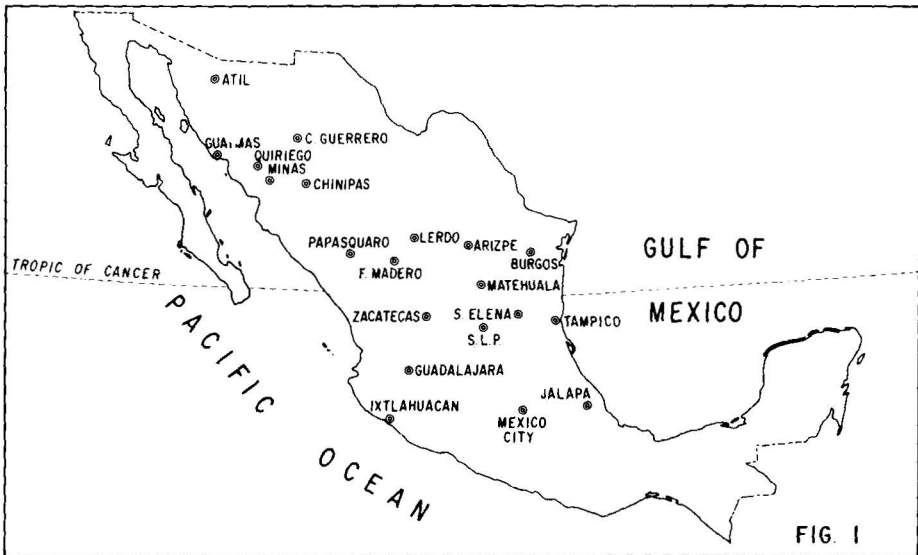 ATIL
C. GUERRERO
QUIRIEGO
MINAS
CHINIPAS
PAPASQUARO
LERDO
ARIZPE
BURGOS
F. MADERO
GULF OF
MEXICO
TROPIC OF CANCER
MATEHUALA
ZACATECAS
S. ELENA
TAMPICO
S.L.P.
PACIFIC
OCEAN
GUADALAJARA
IXTLAHUACAN
JALAPA
MEXICO
CITY
FIG. 1